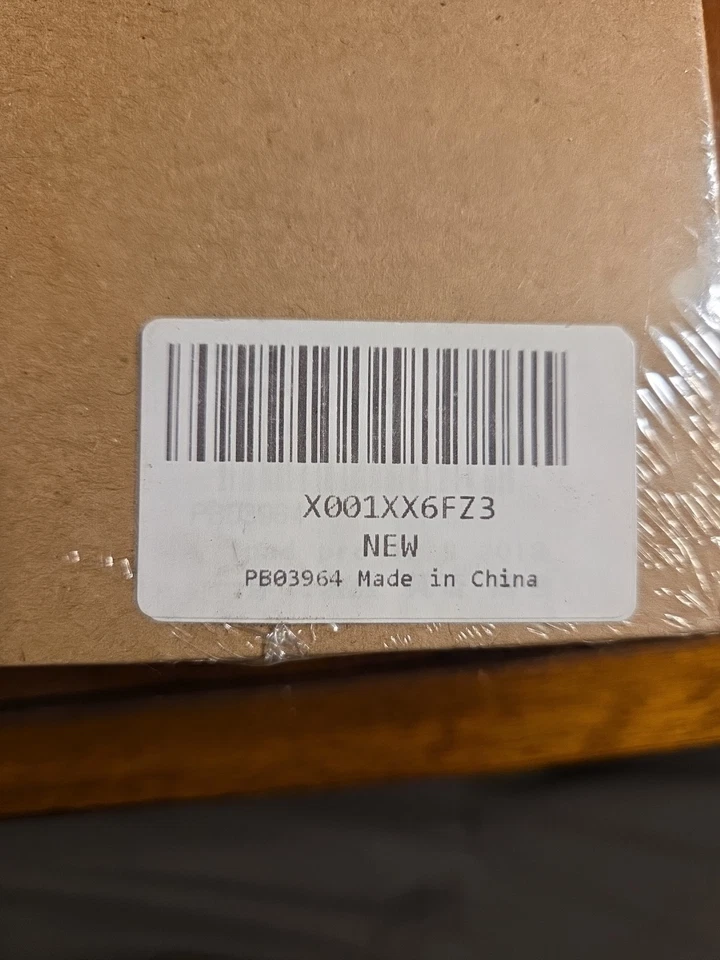 X001XX6FZ3
NEW
PB03964 Made in China